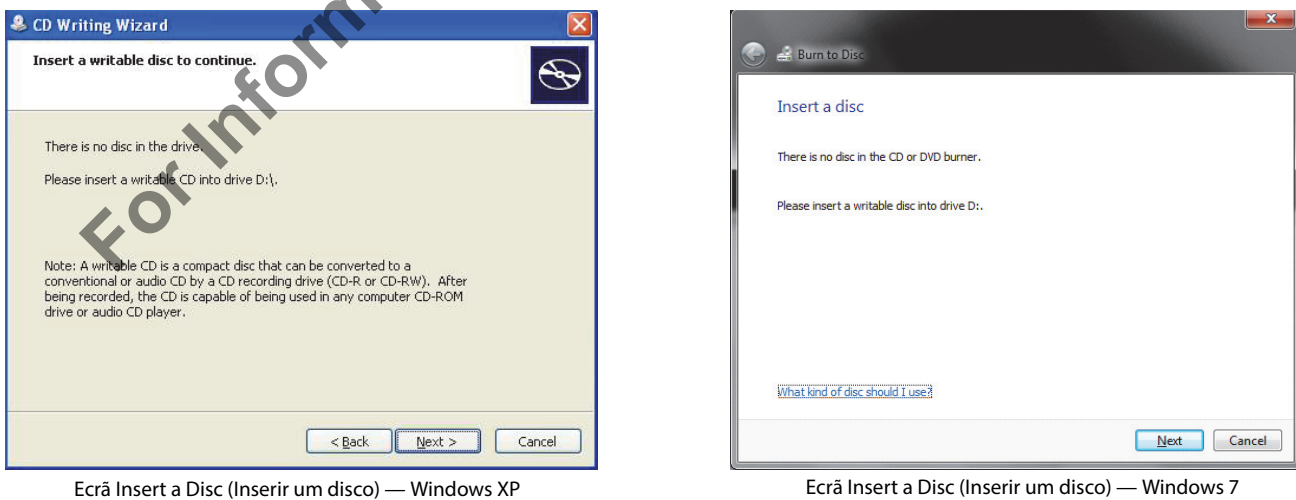 CD Writing Wizard
Insert a writable disc to continue.
There is no disc in the drive.
Please insert a writable CD into drive D:\.
Note: A writable CD is a compact disc that can be converted to a
conventional or audio CD by a CD recording drive (CD-R or CD-RW). After
being recorded, the CD is capable of being used in any computer CD-ROM
drive or audio CD player.
< Back
Next >
Cancel
Ecrã Insert a Disc (Inserir um disco) — Windows XP
For Inform
Burn to Disc
Insert a disc
There is no disc in the CD or DVD burner.
Please insert a writable disc into drive D:.
What kind of disc should I use?
Next
Cancel
Ecrã Insert a Disc (Inserir um disco) — Windows 7